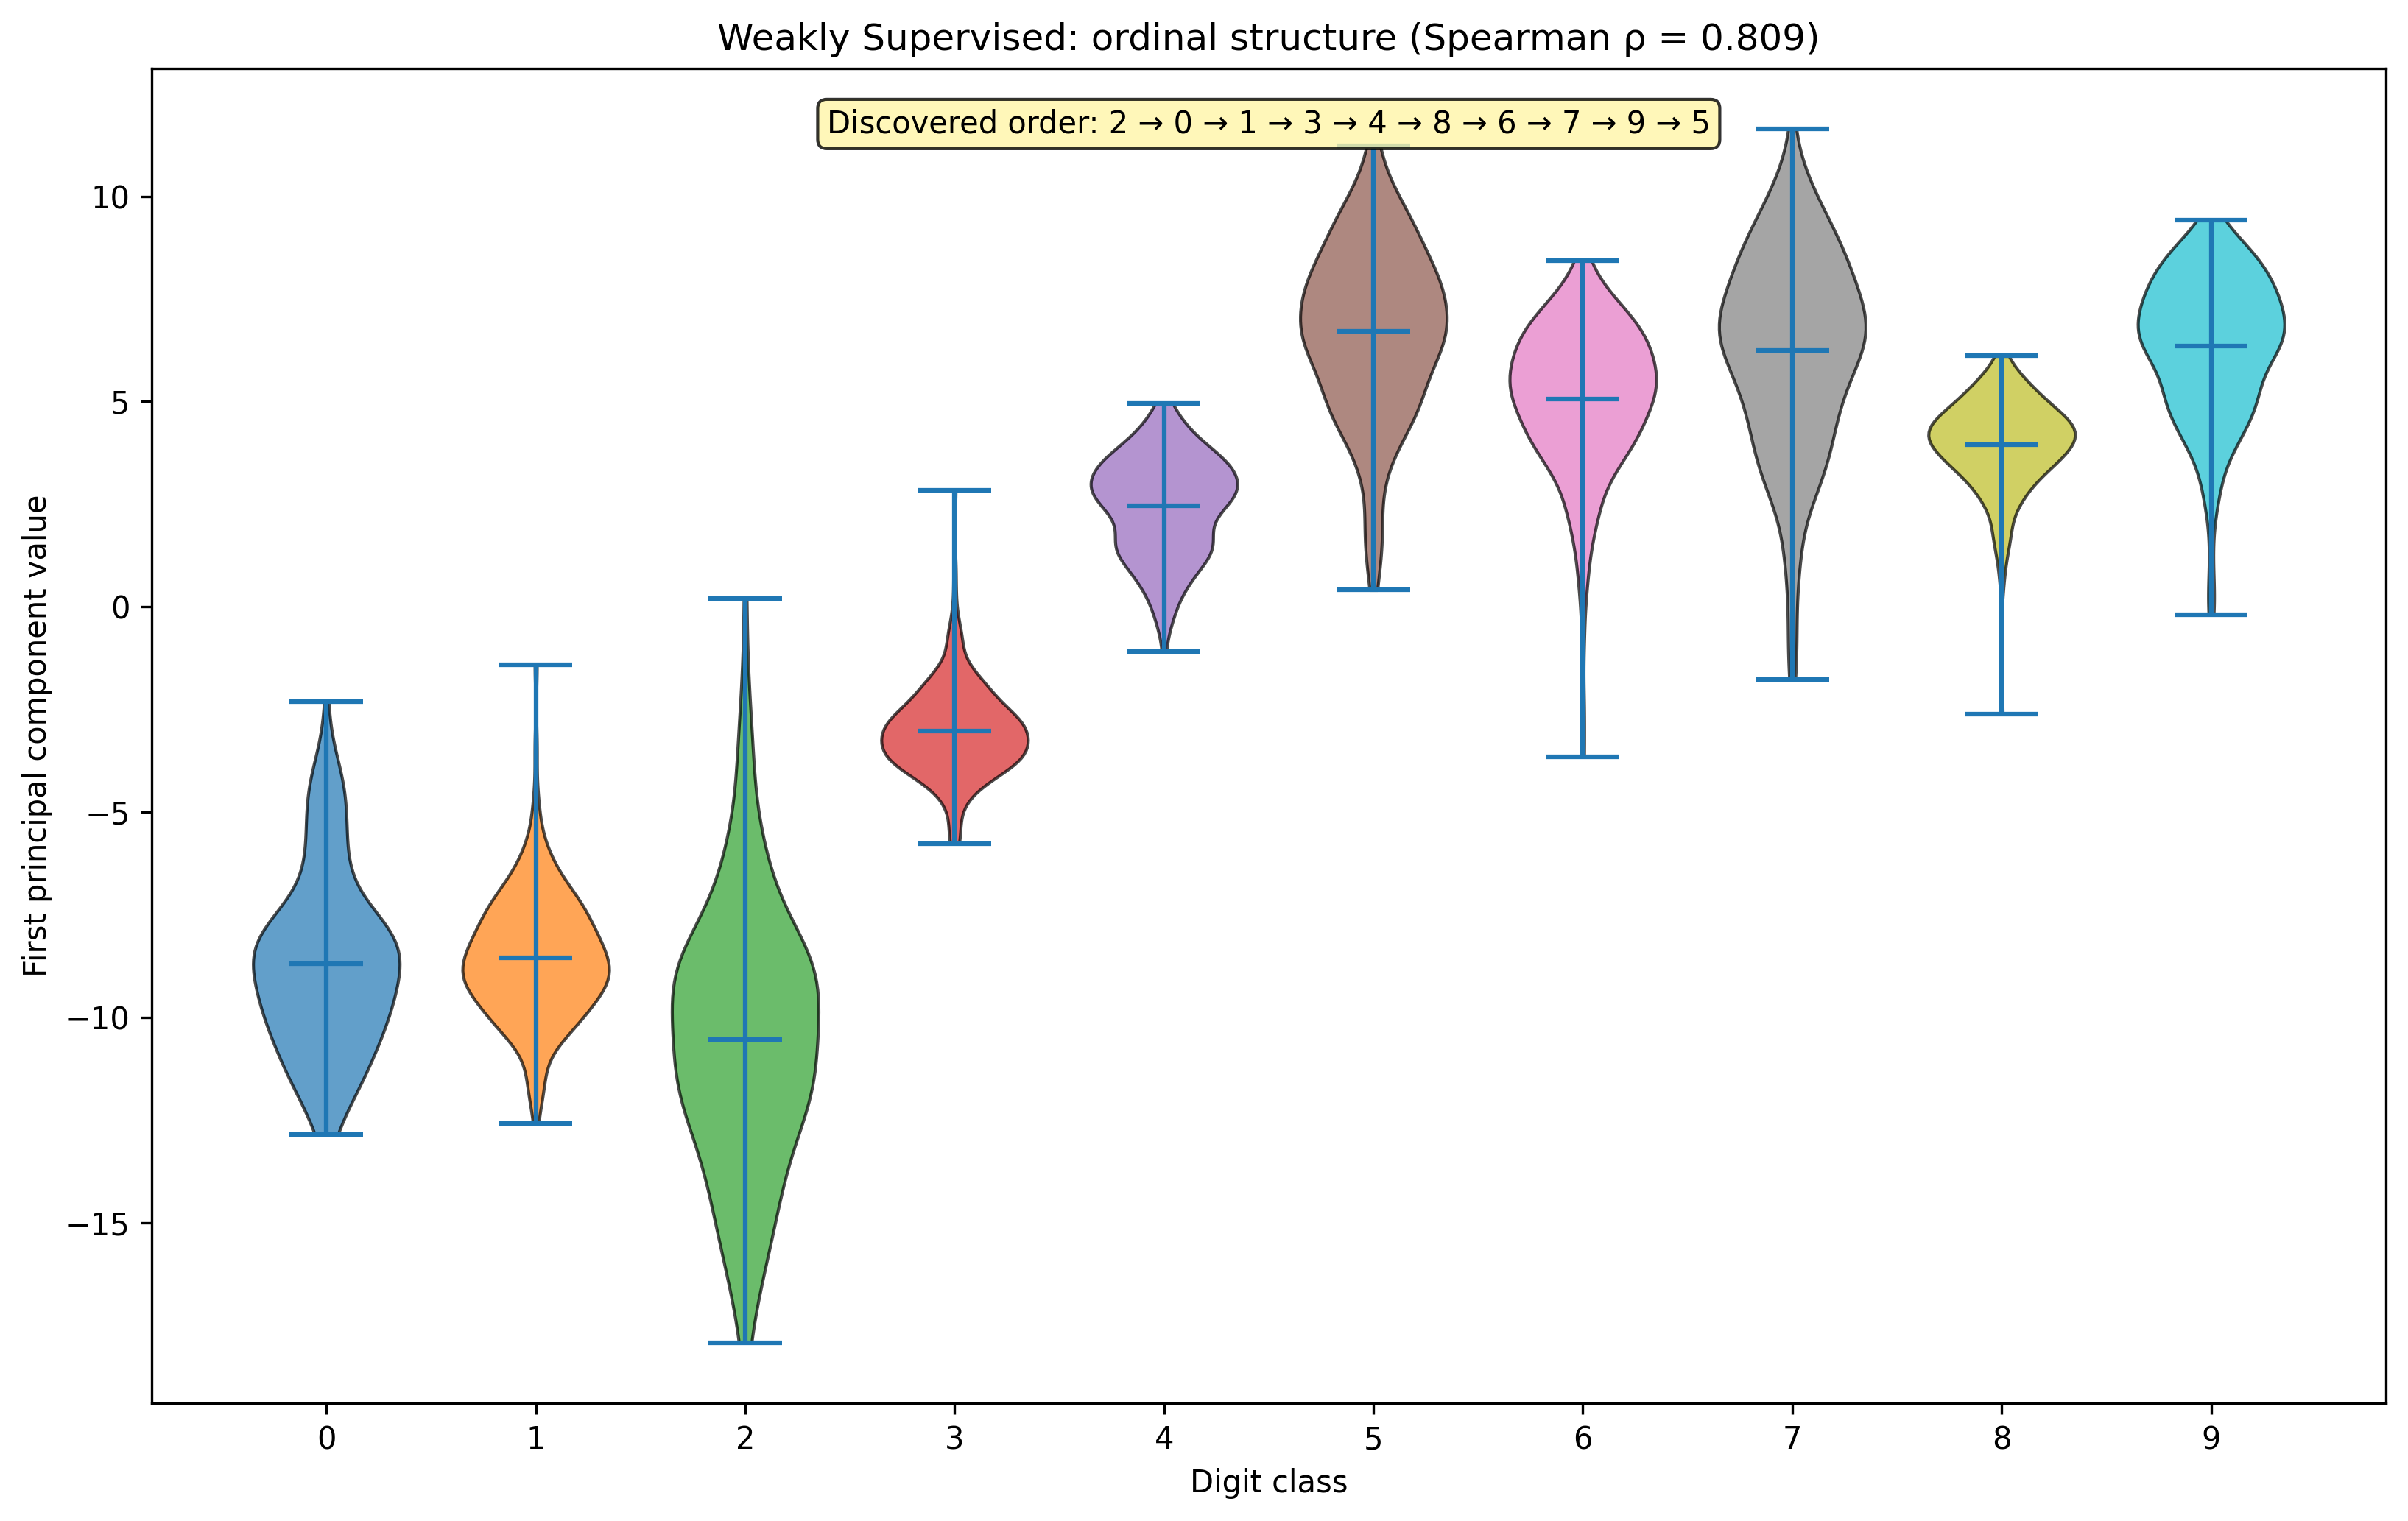 Weakly Supervised: ordinal structure (Spearman ρ = 0.809)
Discovered order: 2 → 0 → 1 → 3 → 4 → 8 → 6 → 7 → 9 → 5
First principal component value
10
5
0
−5
−10
−15
0 1 2 3 4 5 6 7 8 9
Digit class